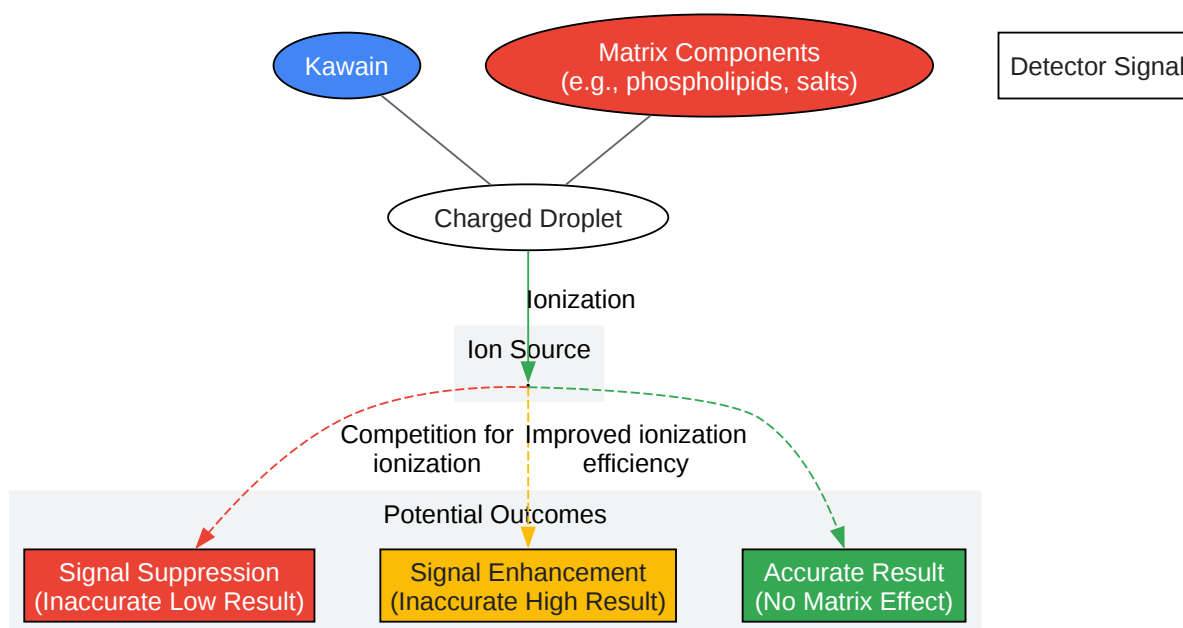 Kawain
Matrix Components
(e.g., phospholipids, salts)
Detector Signal
Charged Droplet
Ionization
Ion Source
Competition for
ionization
Improved ionization
efficiency
Potential Outcomes
Signal Suppression
(Inaccurate Low Result)
Signal Enhancement
(Inaccurate High Result)
Accurate Result
(No Matrix Effect)